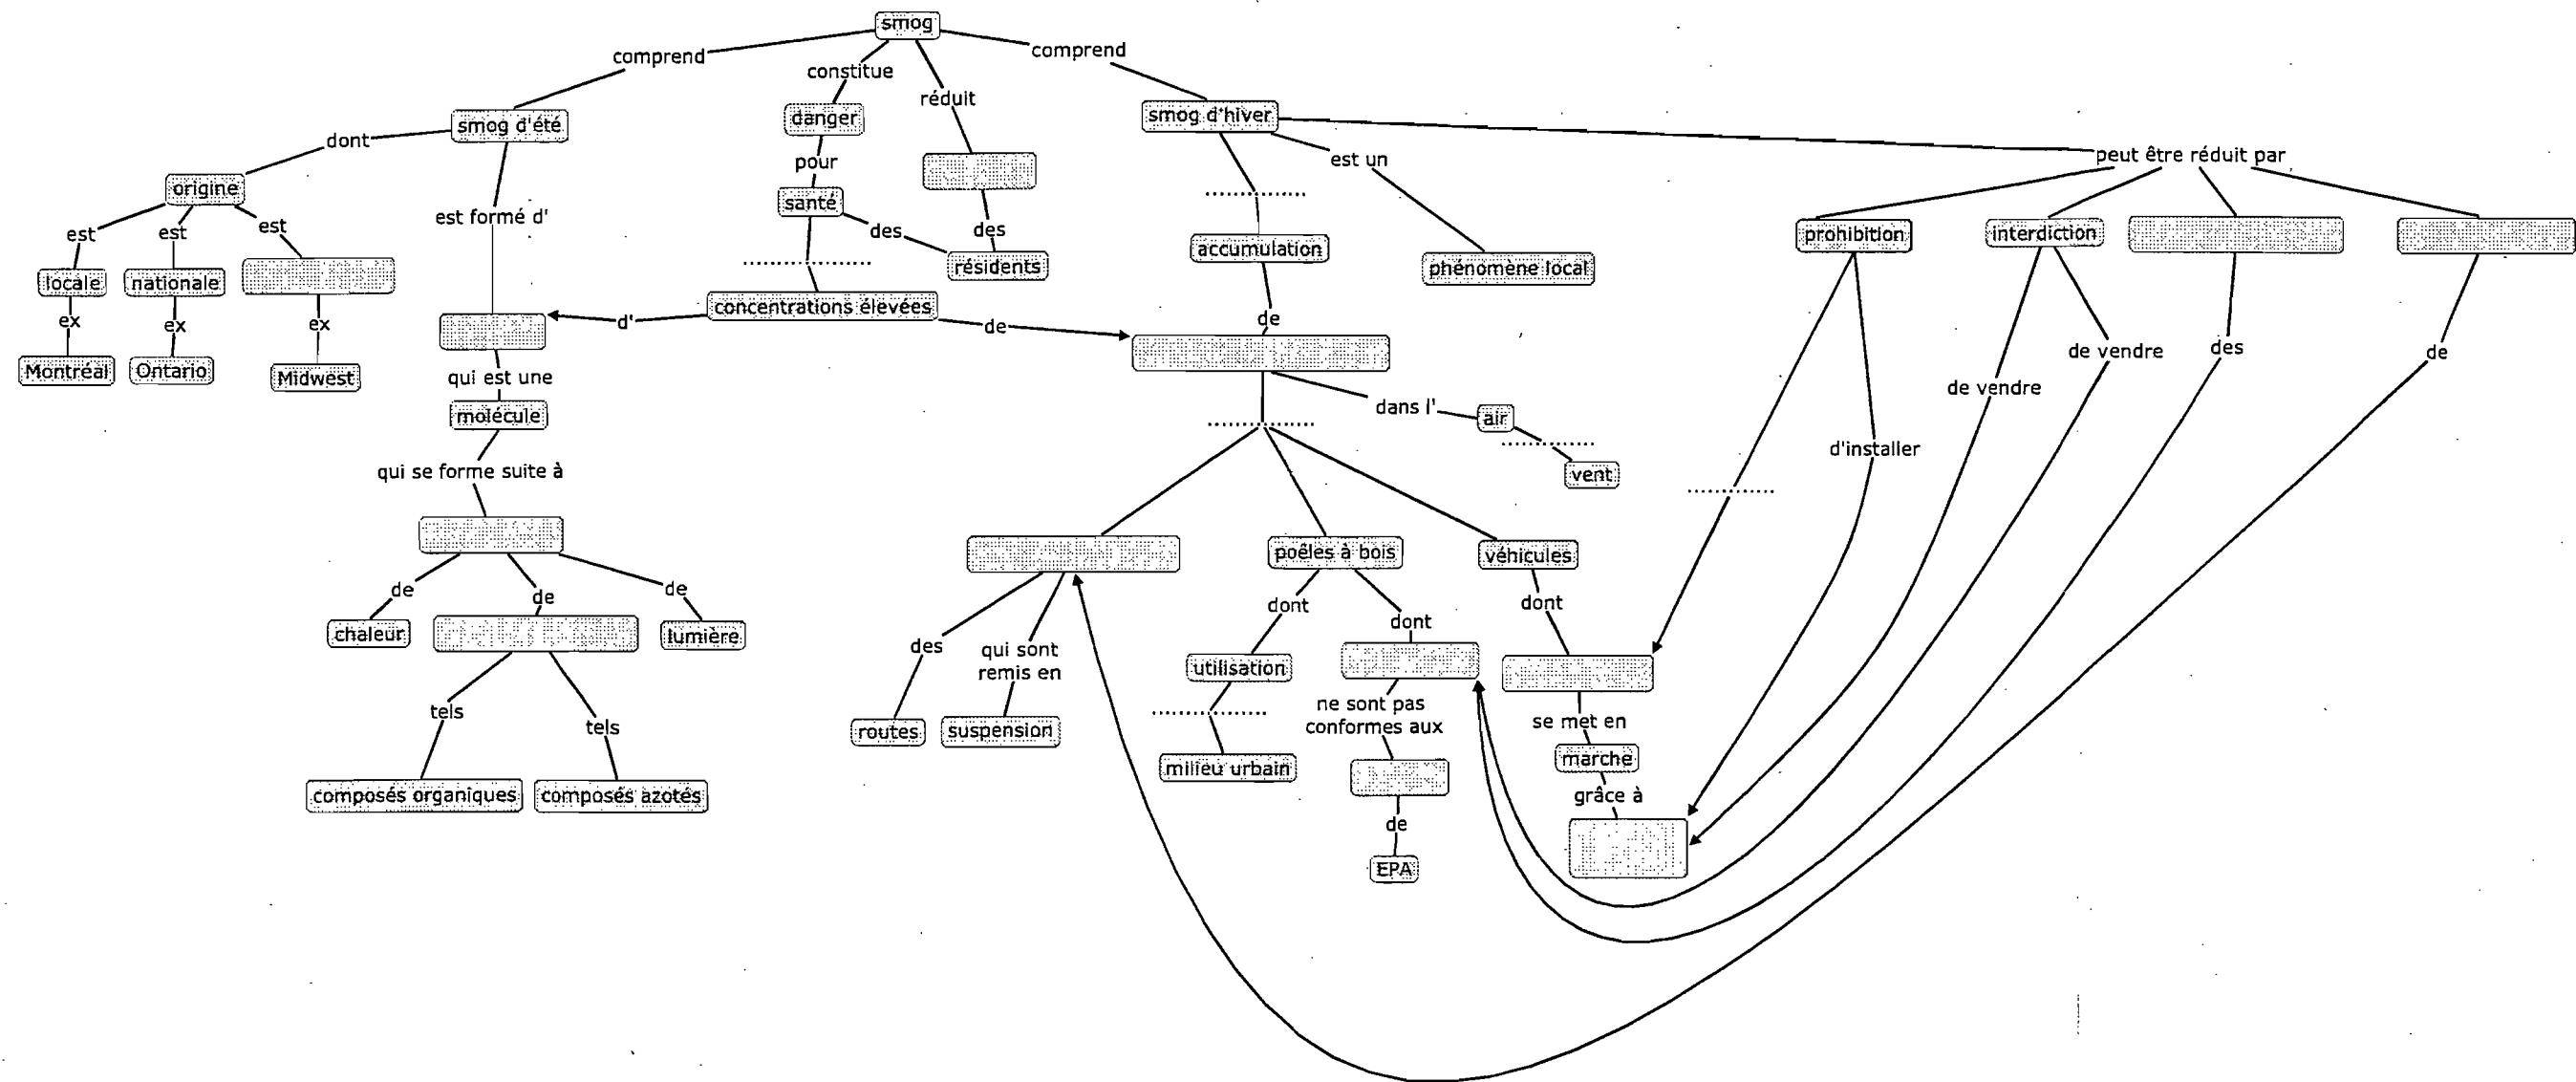 smog
comprend
comprend
constitue
réduit
danger
smog d'été
smog d'hiver
dont
pour
est un
peut être réduit par
origine
santé
est formé d'
des
des
est
est
est
prohibition
interdiction
accumulation
résidents
phénomène local
locale
nationale
concentrations élevées
d'
de
de
ex
ex
ex
de vendre
des
de
Montréal
Ontario
Midwest
qui est une
de vendre
molécule
dans l'
air
d'installer
qui se forme suite à
vent
poêles à bois
véhicules
de
de
de
dont
dont
dont
chaleur
lumière
des
qui sont
remis en
utilisation
tels
tels
ne sont pas
conformes aux
se met en
routes
suspension
milieu urbain
marche
composés organiques
composés azotés
grâce à
de
EPA